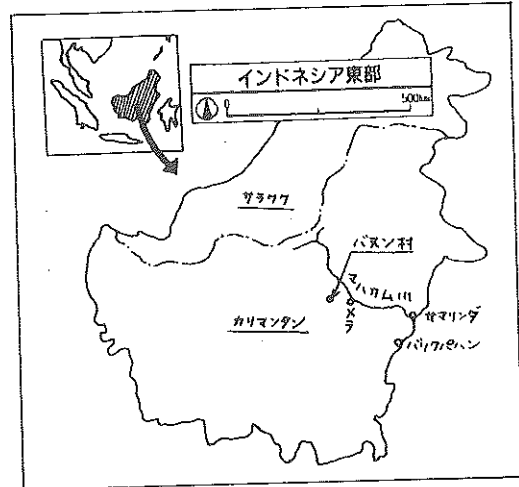 インドネシア東部
0 500km
サラワク
バヌン村
マハカム川
メラ
サマリンダ
カリマンタン
バリクパハン